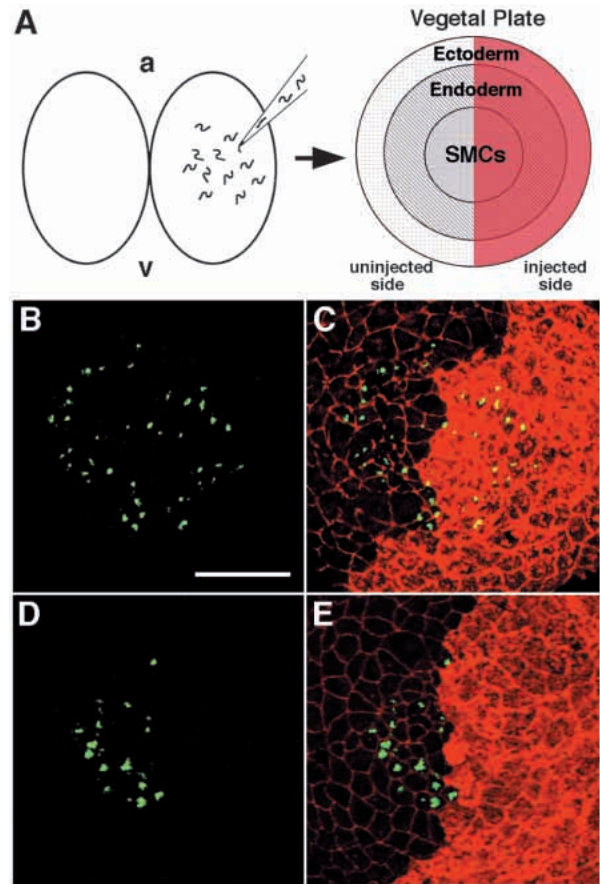 A
Vegetal Plate
a
Ectoderm
Endoderm
SMCs
v
uninjected
side
injected
side
B
C
D
E